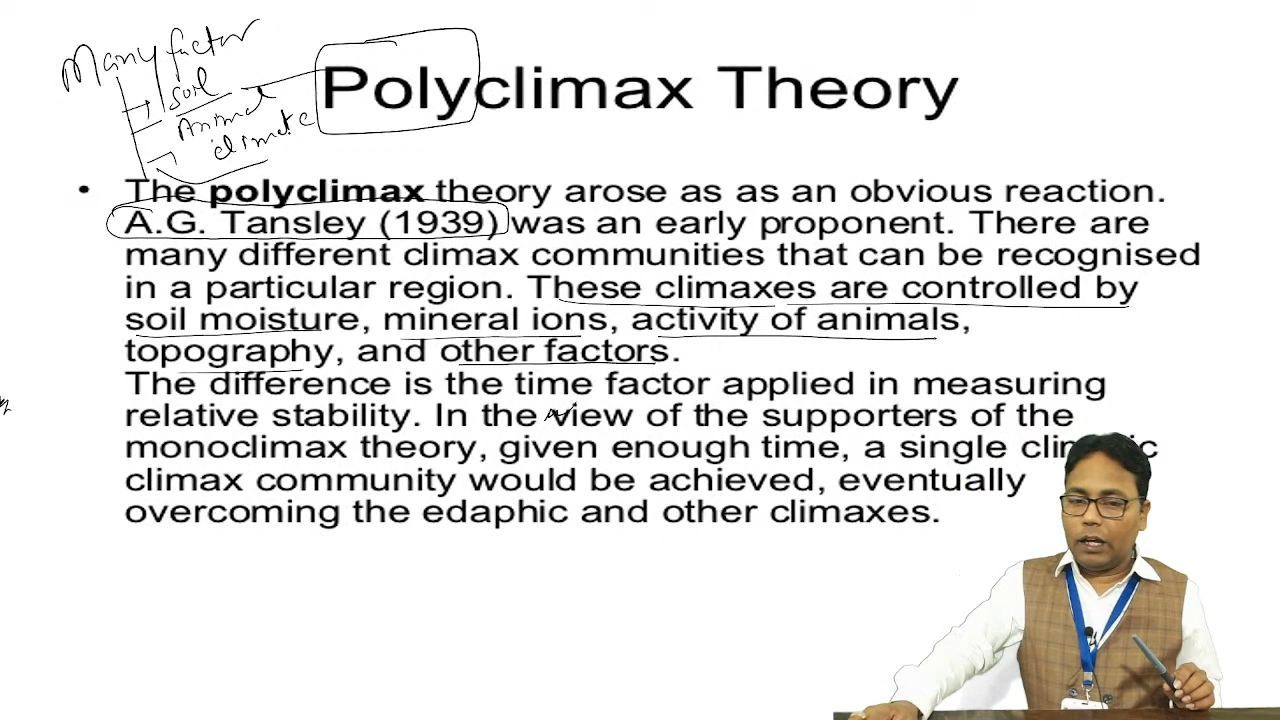 Many factor
soil
Animal
climate
Polyclimax Theory
• The polyclimax theory arose as as an obvious reaction.
A.G. Tansley (1939) was an early proponent. There are
many different climax communities that can be recognised
in a particular region. These climaxes are controlled by
soil moisture, mineral ions, activity of animals,
topography, and other factors.
The difference is the time factor applied in measuring
relative stability. In the view of the supporters of the
monoclimax theory, given enough time, a single
climax community would be achieved, eventually
overcoming the edaphic and other climaxes.